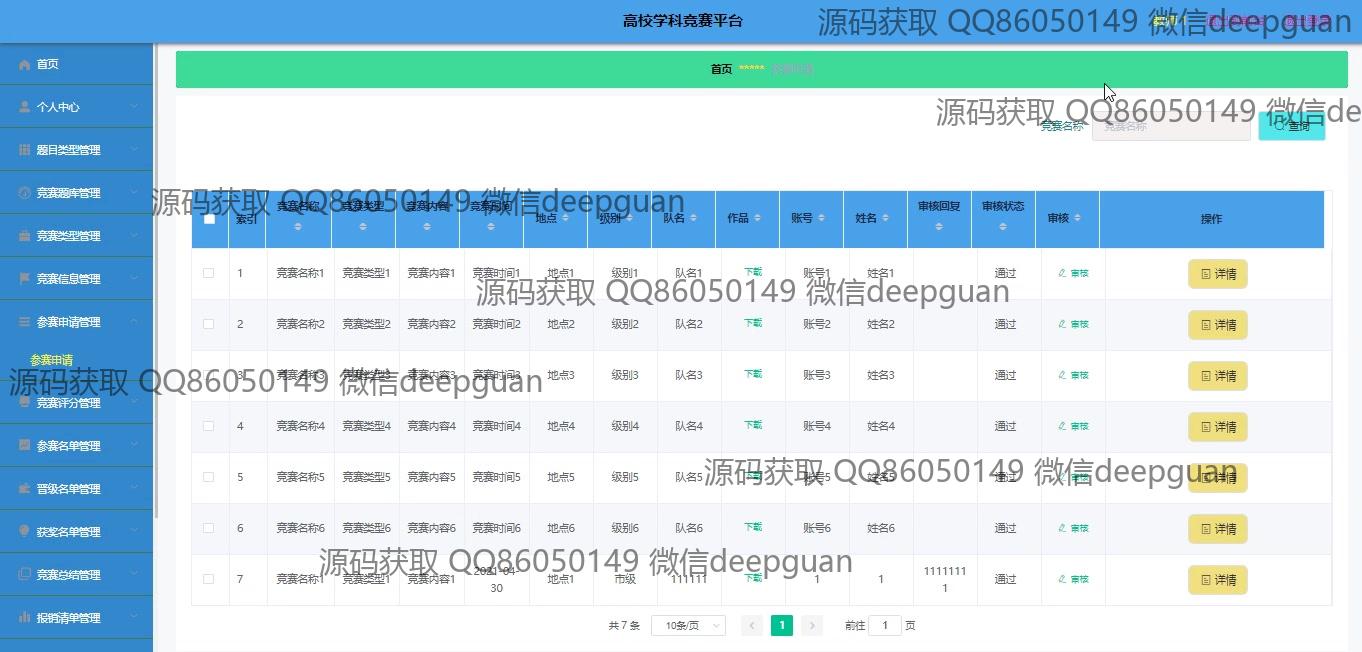 高校学科竞赛平台
源码获取 QQ86050149 微信deepguan
首页
首页 *****
个人中心
源码获取 QQ86050149 微信de
竞赛名称 竞赛名称 查询
题目类型管理
竞赛题库管理
源码获取 QQ86050149 微信deepguan
索引 竞赛名称 竞赛类型 竞赛内容 竞赛时间 地点 级别 队名 作品 账号 姓名 审核回复 审核状态 审核 操作
竞赛类型管理
竞赛信息管理
1 竞赛名称1 竞赛类型1 竞赛内容1 竞赛时间1 地点1 级别1 队名1 下载 账号1 姓名1 通过 审核 详情
源码获取 QQ86050149 微信deepguan
参赛申请管理
2 竞赛名称2 竞赛类型2 竞赛内容2 竞赛时间2 地点2 级别2 队名2 下载 账号2 姓名2 通过 审核 详情
参赛申请
3 竞赛名称3 竞赛类型3 竞赛内容3 竞赛时间3 地点3 级别3 队名3 下载 账号3 姓名3 通过 审核 详情
源码获取 QQ86050149 微信deepguan
竞赛评分管理
4 竞赛名称4 竞赛类型4 竞赛内容4 竞赛时间4 地点4 级别4 队名4 下载 账号4 姓名4 通过 审核 详情
参赛名单管理
5 竞赛名称5 竞赛类型5 竞赛内容5 竞赛时间5 地点5 级别5 队名5 下载 账号5 姓名5 通过 审核 详情
源码获取 QQ86050149 微信deepguan
晋级名单管理
6 竞赛名称6 竞赛类型6 竞赛内容6 竞赛时间6 地点6 级别6 队名6 下载 账号6 姓名6 通过 审核 详情
获奖名单管理
源码获取 QQ86050149 微信deepguan
竞赛总结管理
7 竞赛名称1 竞赛类型1 竞赛内容1 2021-04-30 地点1 市级 111111 下载 1 1 11111111 通过 审核 详情
报销清单管理
共 7 条 10条/页 1 前往 1 页